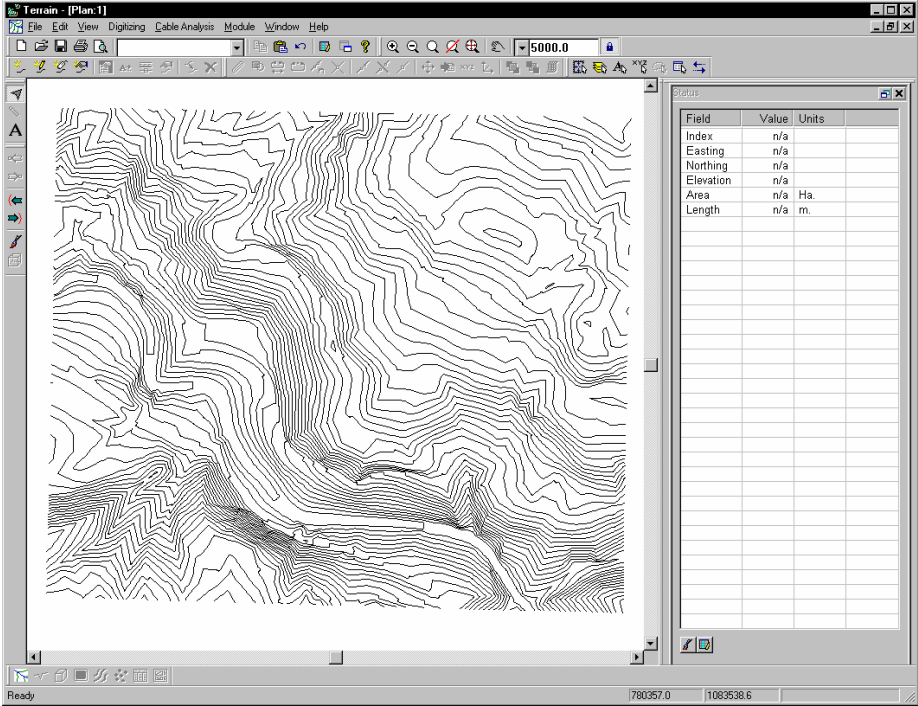 Terrain - [Plan:1]
File Edit View Digitizing Cable Analysis Module Window Help
5000.0
A
Status
Field Value Units
Index n/a
Easting n/a
Northing n/a
Elevation n/a
Area n/a Ha.
Length n/a m.
Ready 780357.0 1083538.6